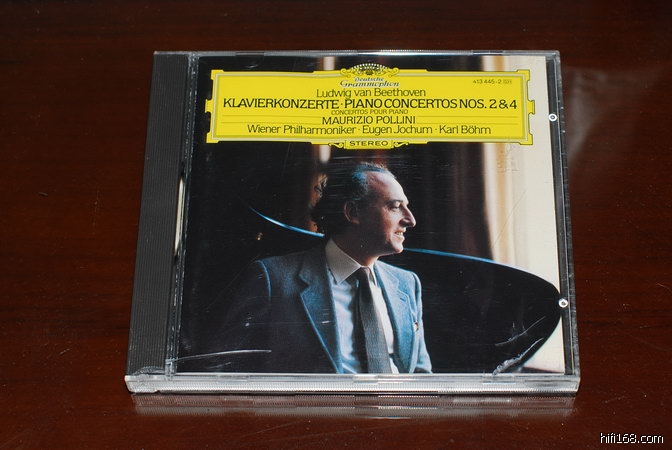 Deutsche
Grammophon
413 445-2
Ludwig van Beethoven
KLAVIERKONZERTE · PIANO CONCERTOS NOS. 2 & 4
CONCERTOS POUR PIANO
MAURIZIO POLLINI
Wiener Philharmoniker · Eugen Jochum · Karl Böhm
STEREO
hifi168.com